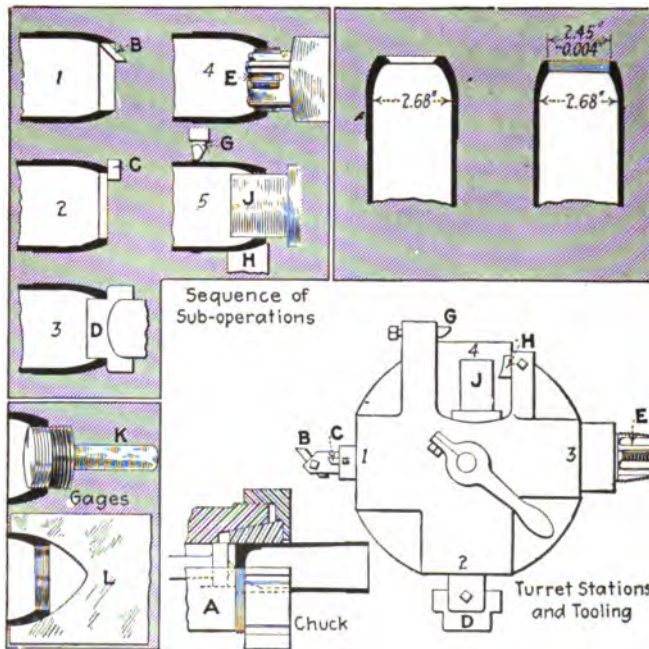 1
B
4
E
2
C
G
5
J
H
3
D
Sequence of
Sub-operations
2.45"
-0.004"
2.68"
2.68"
K
Gages
L
A
Chuck
G
4
H
J
B
C
1
3
E
2
D
Turret Stations
and Tooling